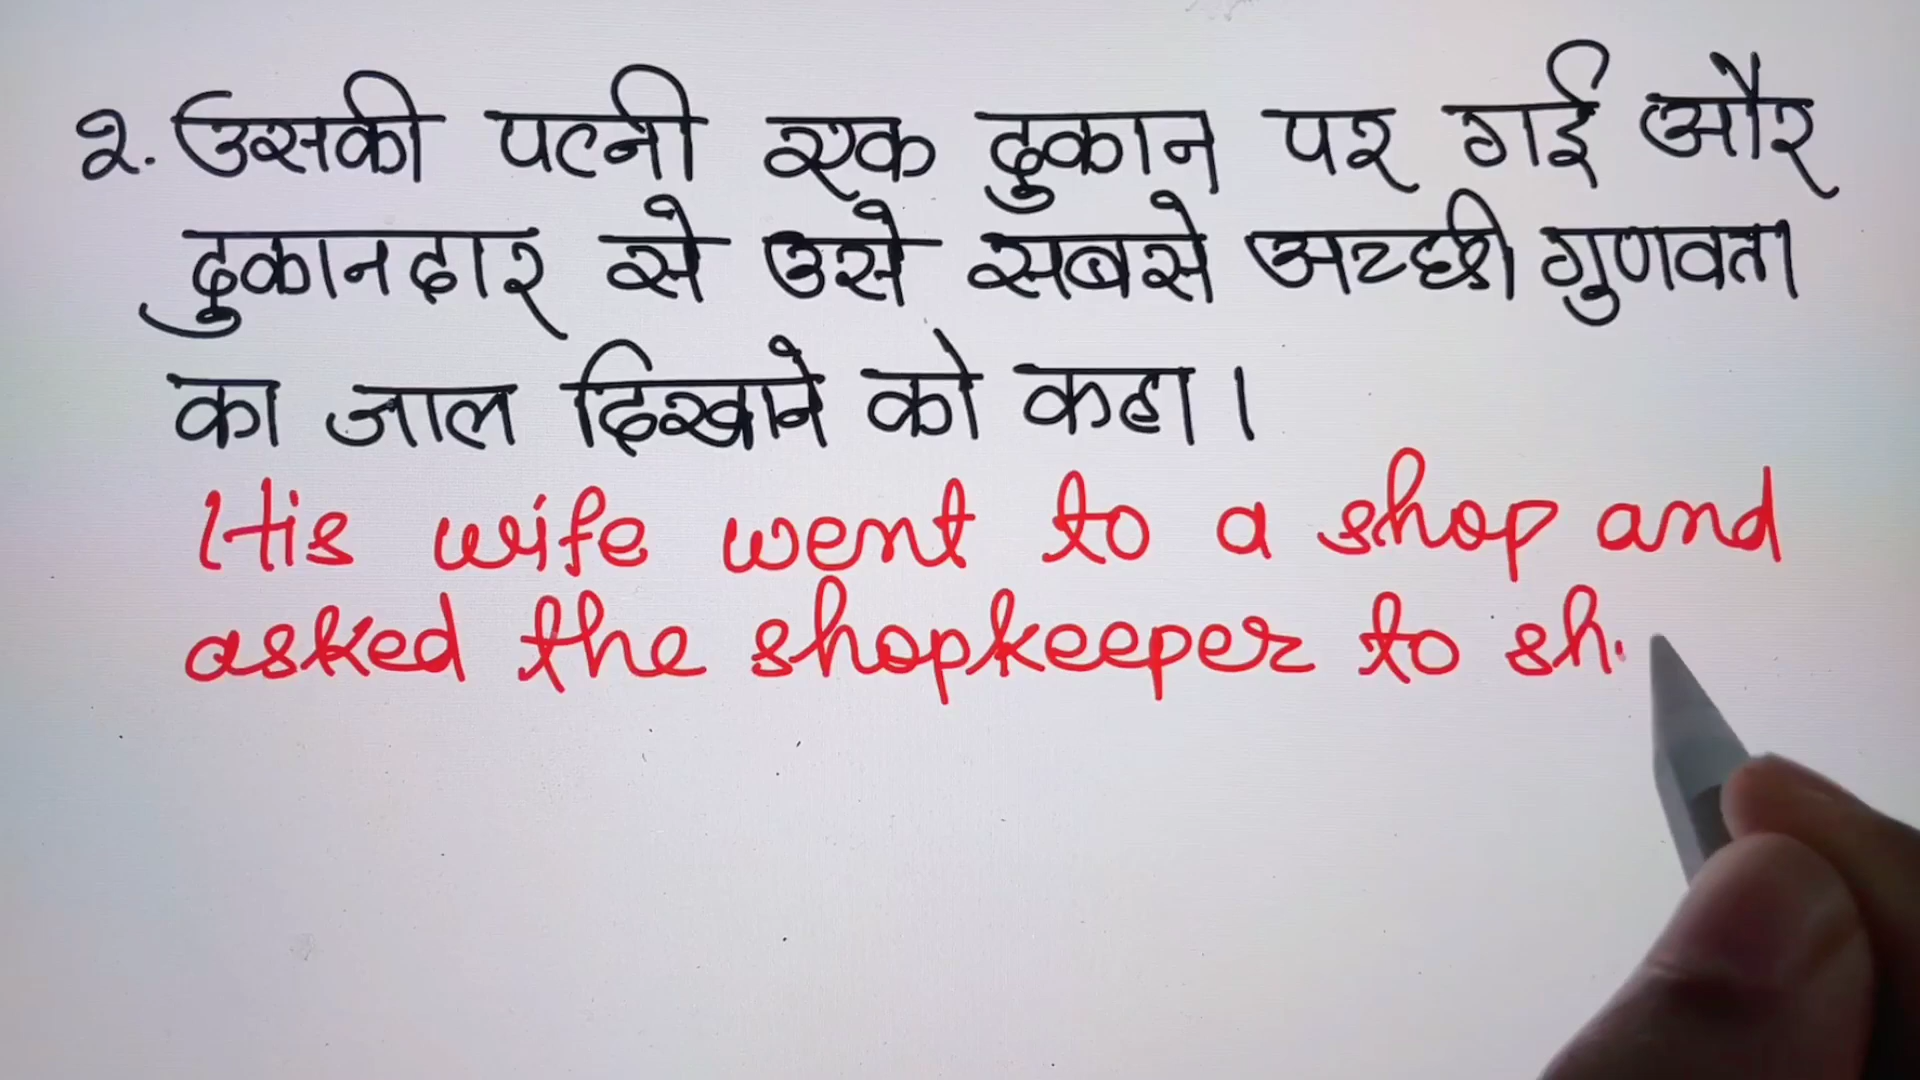 २. उसकी पत्नी एक दुकान पर गई और
दुकानदार से उसे सबसे अच्छी गुणवता
का जाल दिखाने को कहा।
His wife went to a shop and
asked the shopkeeper to sh